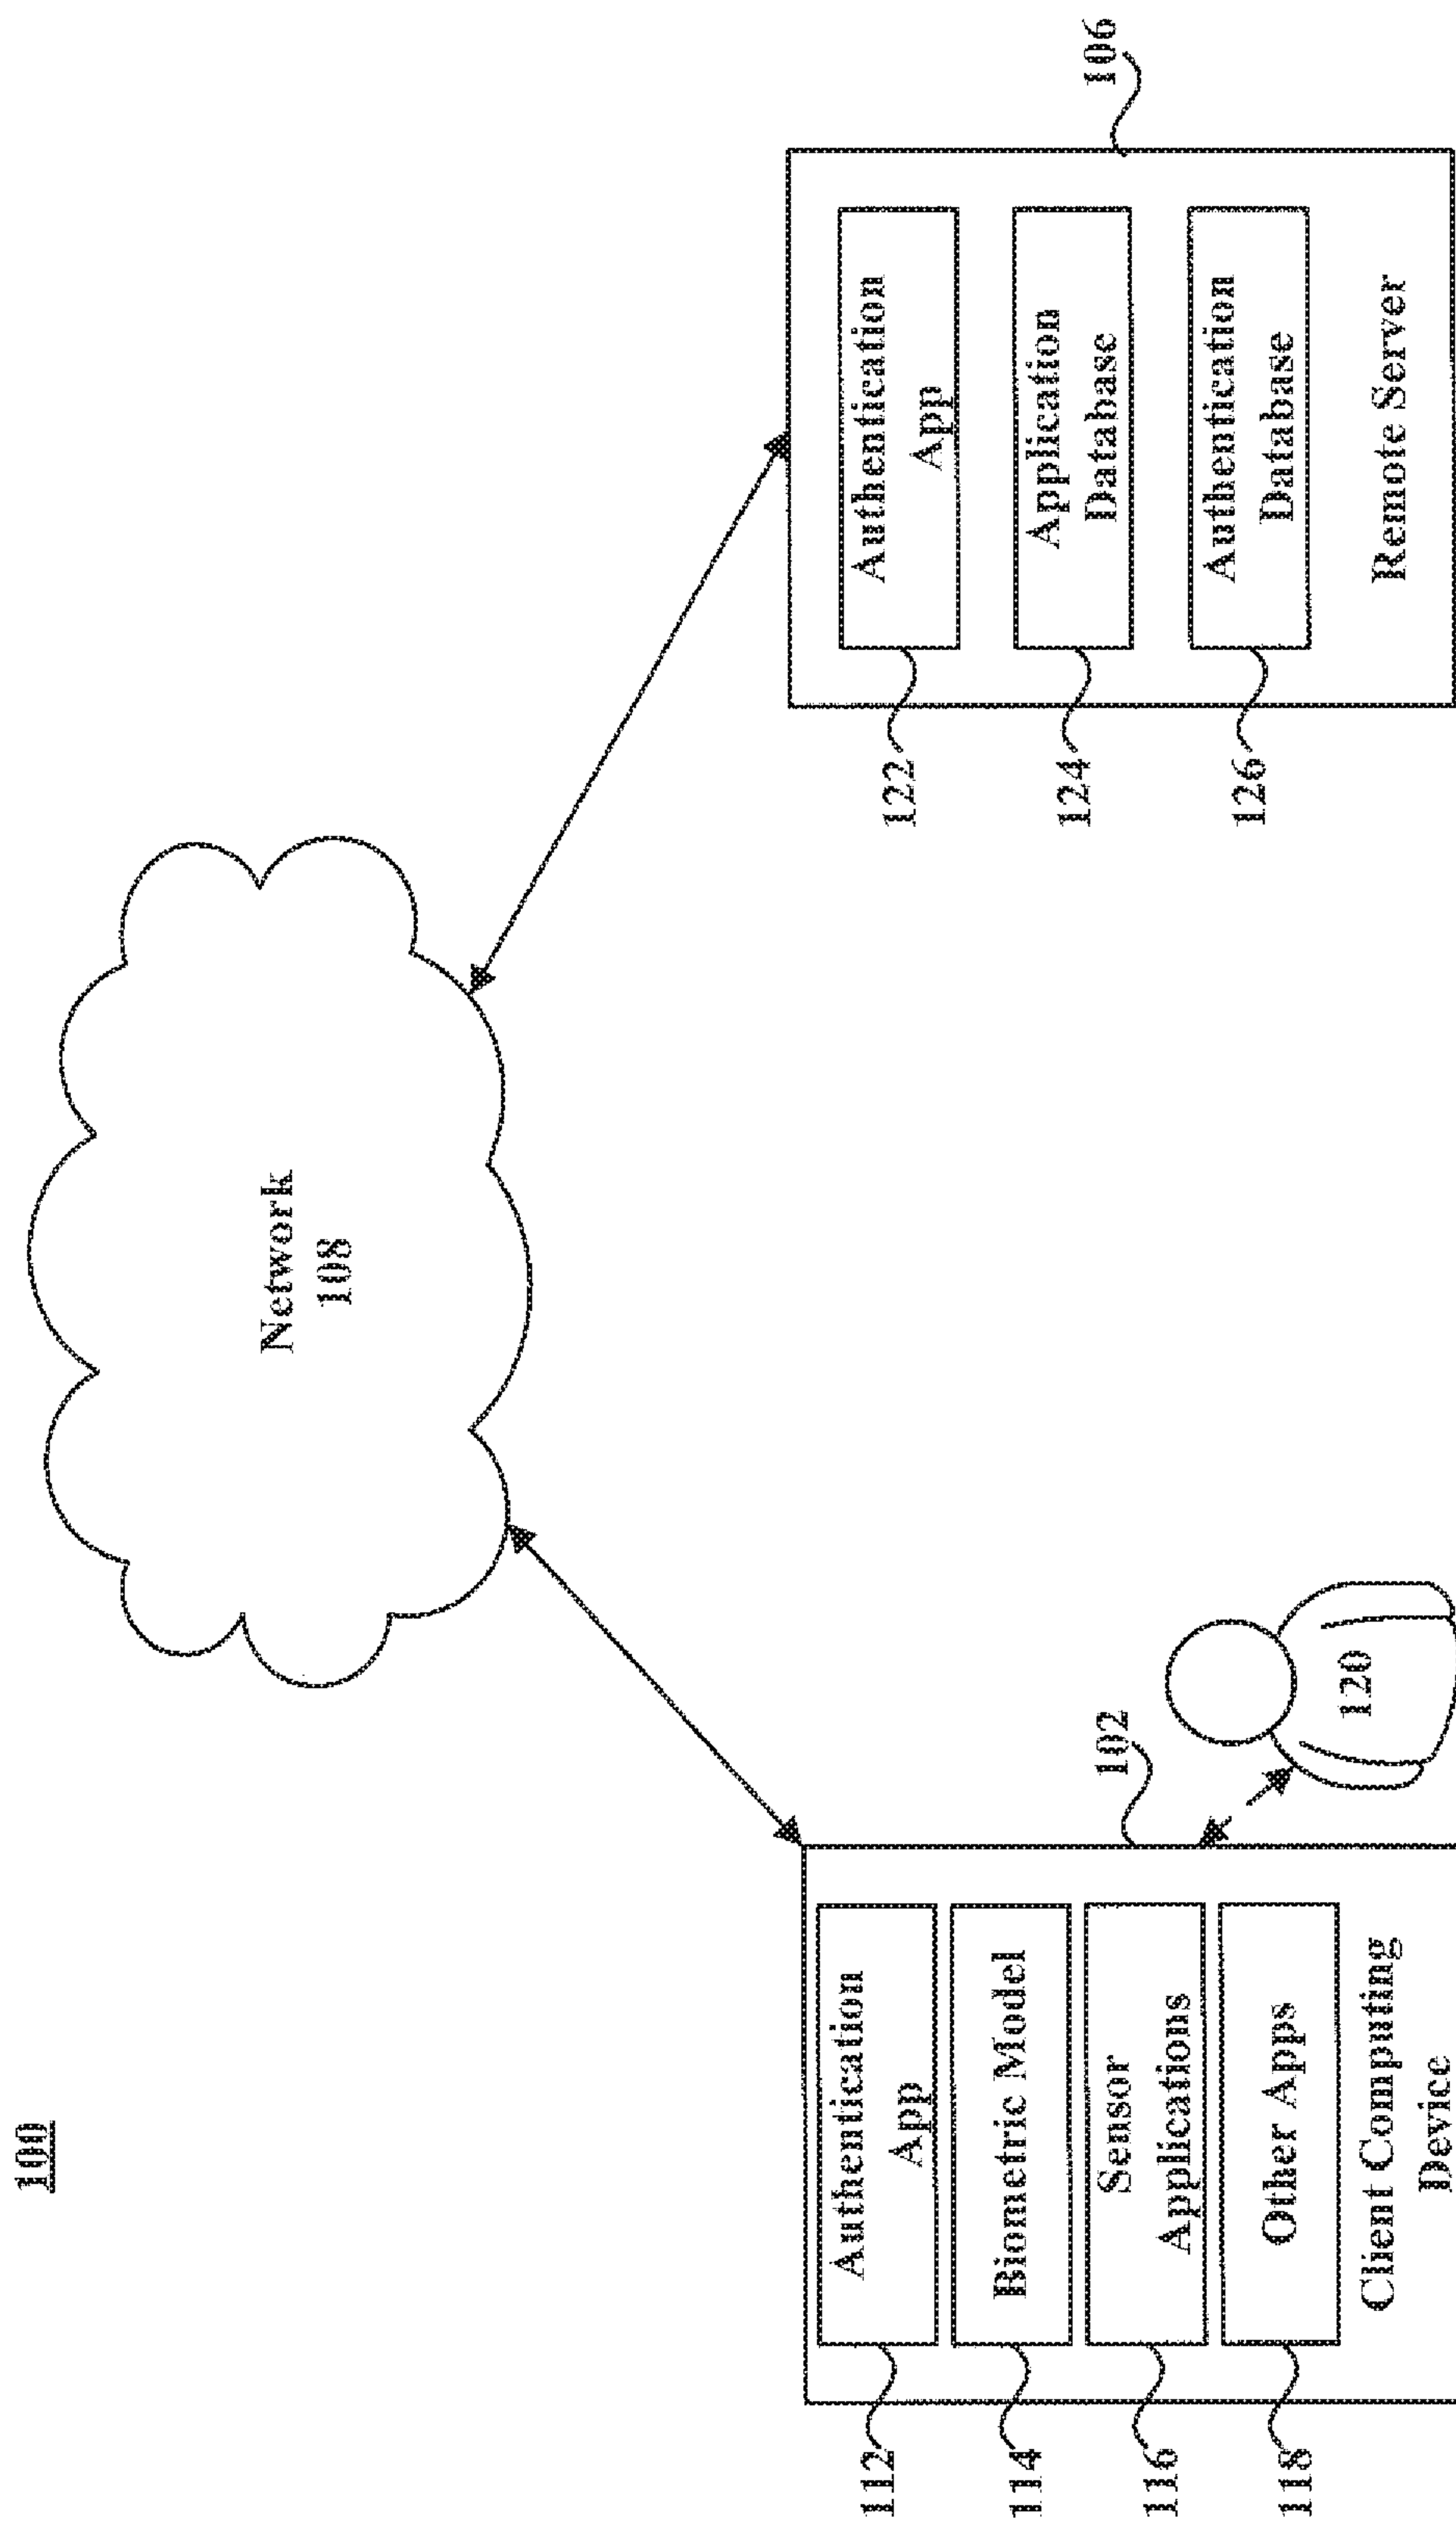 100
Network
108
106
122
Authentication
App
124
Application
Database
126
Authentication
Database
Remote Server
102
120
112
Authentication
App
114
Biometric Model
116
Sensor
Applications
118
Other Apps
Client Computing
Device